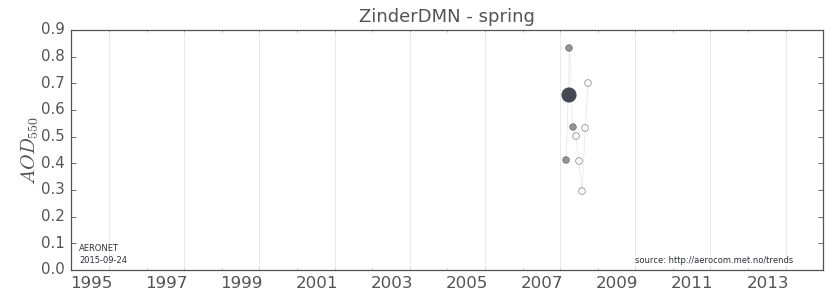 ZinderDMN - spring
0.9
0.8
0.7
0.6
0.5
0.4
0.3
0.2
0.1
0.0
AOD550
AERONET
2015-09-24
source: http://aerocom.met.no/trends
1995 1997 1999 2001 2003 2005 2007 2009 2011 2013